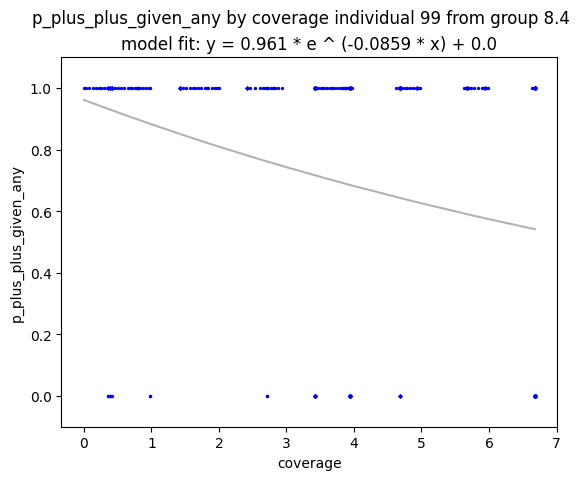 p_plus_plus_given_any by coverage individual 99 from group 8.4
model fit: y = 0.961 * e ^ (-0.0859 * x) + 0.0
1.0
0.8
0.6
0.4
0.2
0.0
p_plus_plus_given_any
0 1 2 3 4 5 6 7
coverage